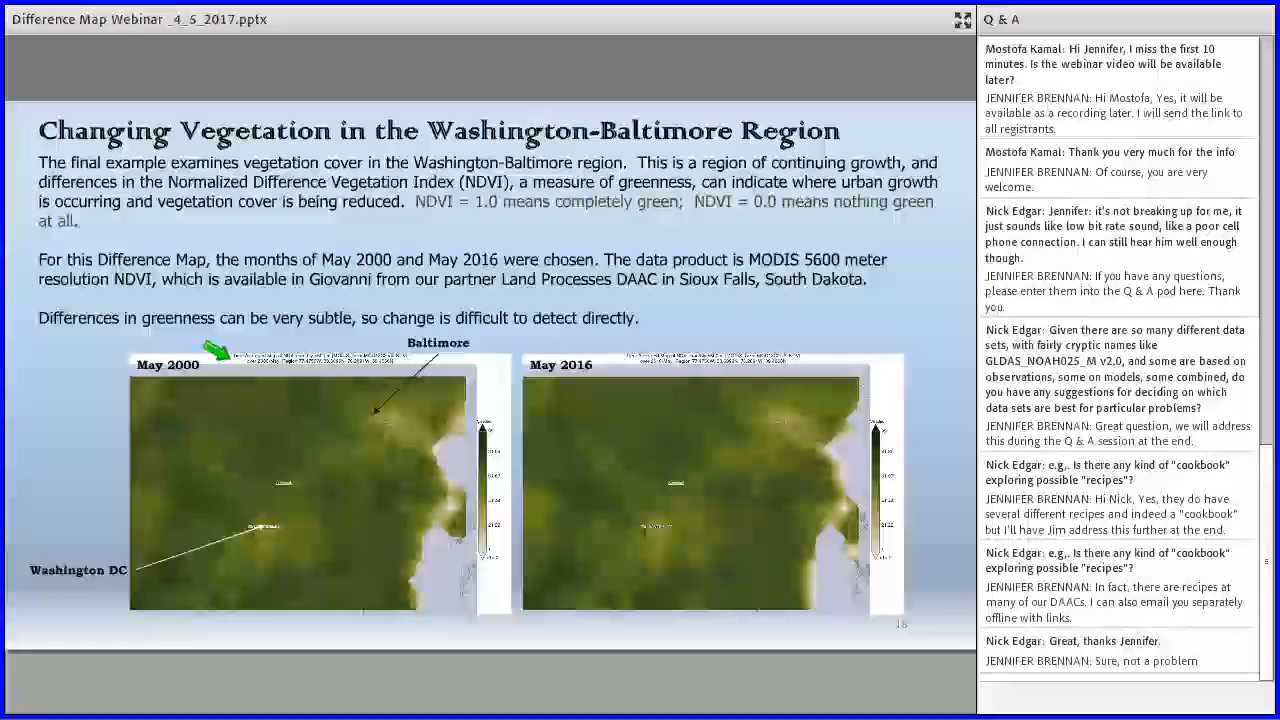 Difference Map Webinar _4_5_2017.pptx
Changing Vegetation in the Washington-Baltimore Region
The final example examines vegetation cover in the Washington-Baltimore region.  This is a region of continuing growth, and
differences in the Normalized Difference Vegetation Index (NDVI), a measure of greenness, can indicate where urban growth
is occurring and vegetation cover is being reduced.  NDVI = 1.0 means completely green;  NDVI = 0.0 means nothing green
at all.
For this Difference Map, the months of May 2000 and May 2016 were chosen. The data product is MODIS 5600 meter
resolution NDVI, which is available in Giovanni from our partner Land Processes DAAC in Sioux Falls, South Dakota.
Differences in greenness can be very subtle, so change is difficult to detect directly.
Baltimore
May 2000
May 2016
Washington DC
18
Q & A
Mostofa Kamal: Hi Jennifer, I miss the first 10
minutes. Is the webinar video will be available
later?
JENNIFER BRENNAN: Hi Mostofa, Yes, it will be
available as a recording later. I will send the link to
all registrants.
Mostofa Kamal: Thank you very much for the info
JENNIFER BRENNAN: Of course, you are very
welcome.
Nick Edgar: Jennifer: it's not breaking up for me, it
just sounds like low bit rate sound, like a poor cell
phone connection. I can still hear him well enough
though.
JENNIFER BRENNAN: If you have any questions,
please enter them into the Q & A pod here. Thank
you.
Nick Edgar: Given there are so many different data
sets, with fairly cryptic names like
GLDAS_NOAH025_M v2.0, and some are based on
observations, some on models, some combined, do
you have any suggestions for deciding on which
data sets are best for particular problems?
JENNIFER BRENNAN: Great question, we will address
this during the Q & A session at the end.
Nick Edgar: e.g,. Is there any kind of "cookbook"
exploring possible "recipes"?
JENNIFER BRENNAN: Hi Nick, Yes, they do have
several different recipes and indeed a "cookbook"
but I'll have Jim address this further at the end.
Nick Edgar: e.g,. Is there any kind of "cookbook"
exploring possible "recipes"?
JENNIFER BRENNAN: In fact, there are recipes at
many of our DAACs. I can also email you separately
offline with links.
Nick Edgar: Great, thanks Jennifer.
JENNIFER BRENNAN: Sure, not a problem